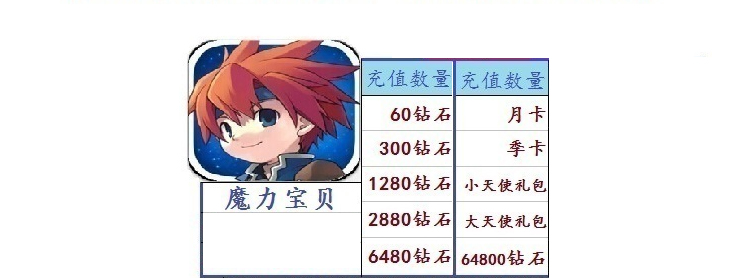 充值数量 充值数量
60钻石 月卡
300钻石 季卡
1280钻石 小天使礼包
2880钻石 大天使礼包
6480钻石 64800钻石
魔力宝贝